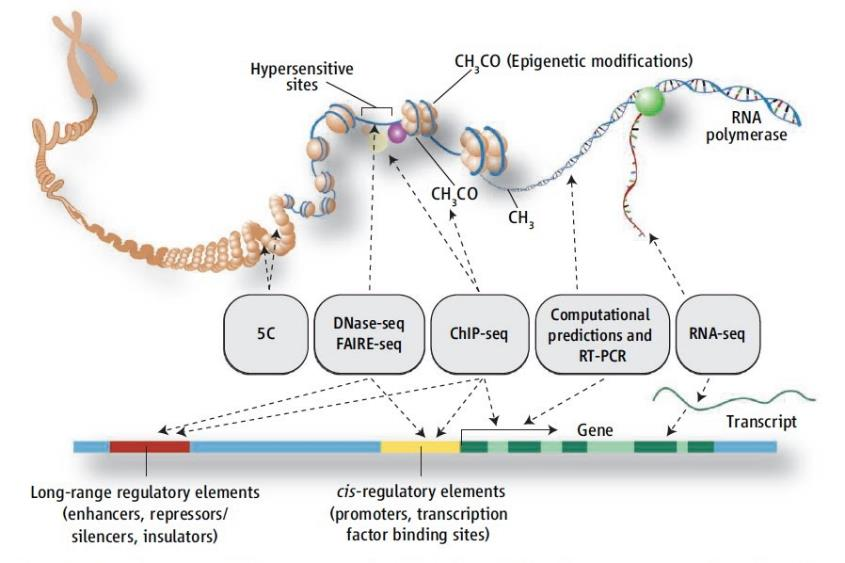 CH3CO (Epigenetic modifications)
Hypersensitive
sites
RNA
polymerase
CH3CO
CH3
5C
DNase-seq
FAIRE-seq
ChIP-seq
Computational
predictions and
RT-PCR
RNA-seq
Transcript
Gene
Long-range regulatory elements
(enhancers, repressors/
silencers, insulators)
cis-regulatory elements
(promoters, transcription
factor binding sites)